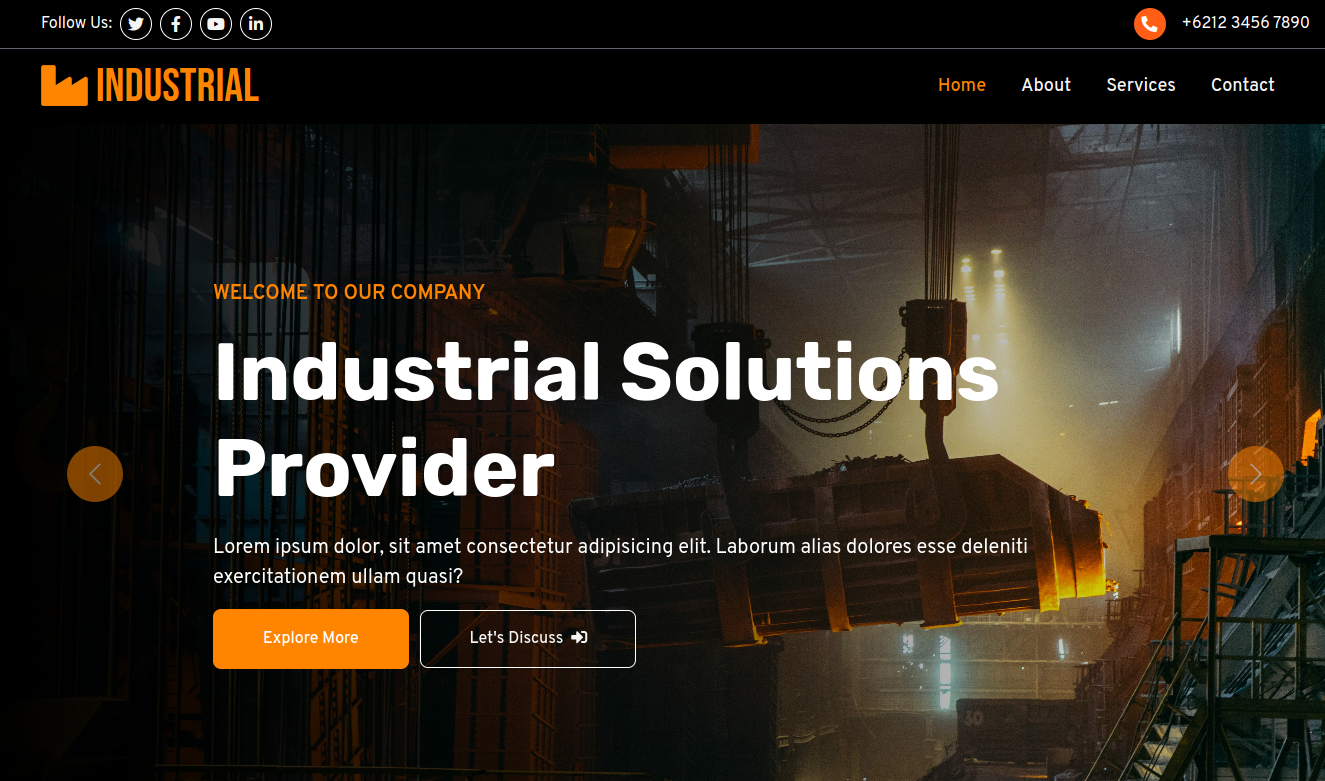 Follow Us:
+6212 3456 7890
INDUSTRIAL
Home
About
Services
Contact
WELCOME TO OUR COMPANY
Industrial Solutions
Provider
Lorem ipsum dolor, sit amet consectetur adipisicing elit. Laborum alias dolores esse deleniti
exercitationem ullam quasi?
Explore More
Let's Discuss